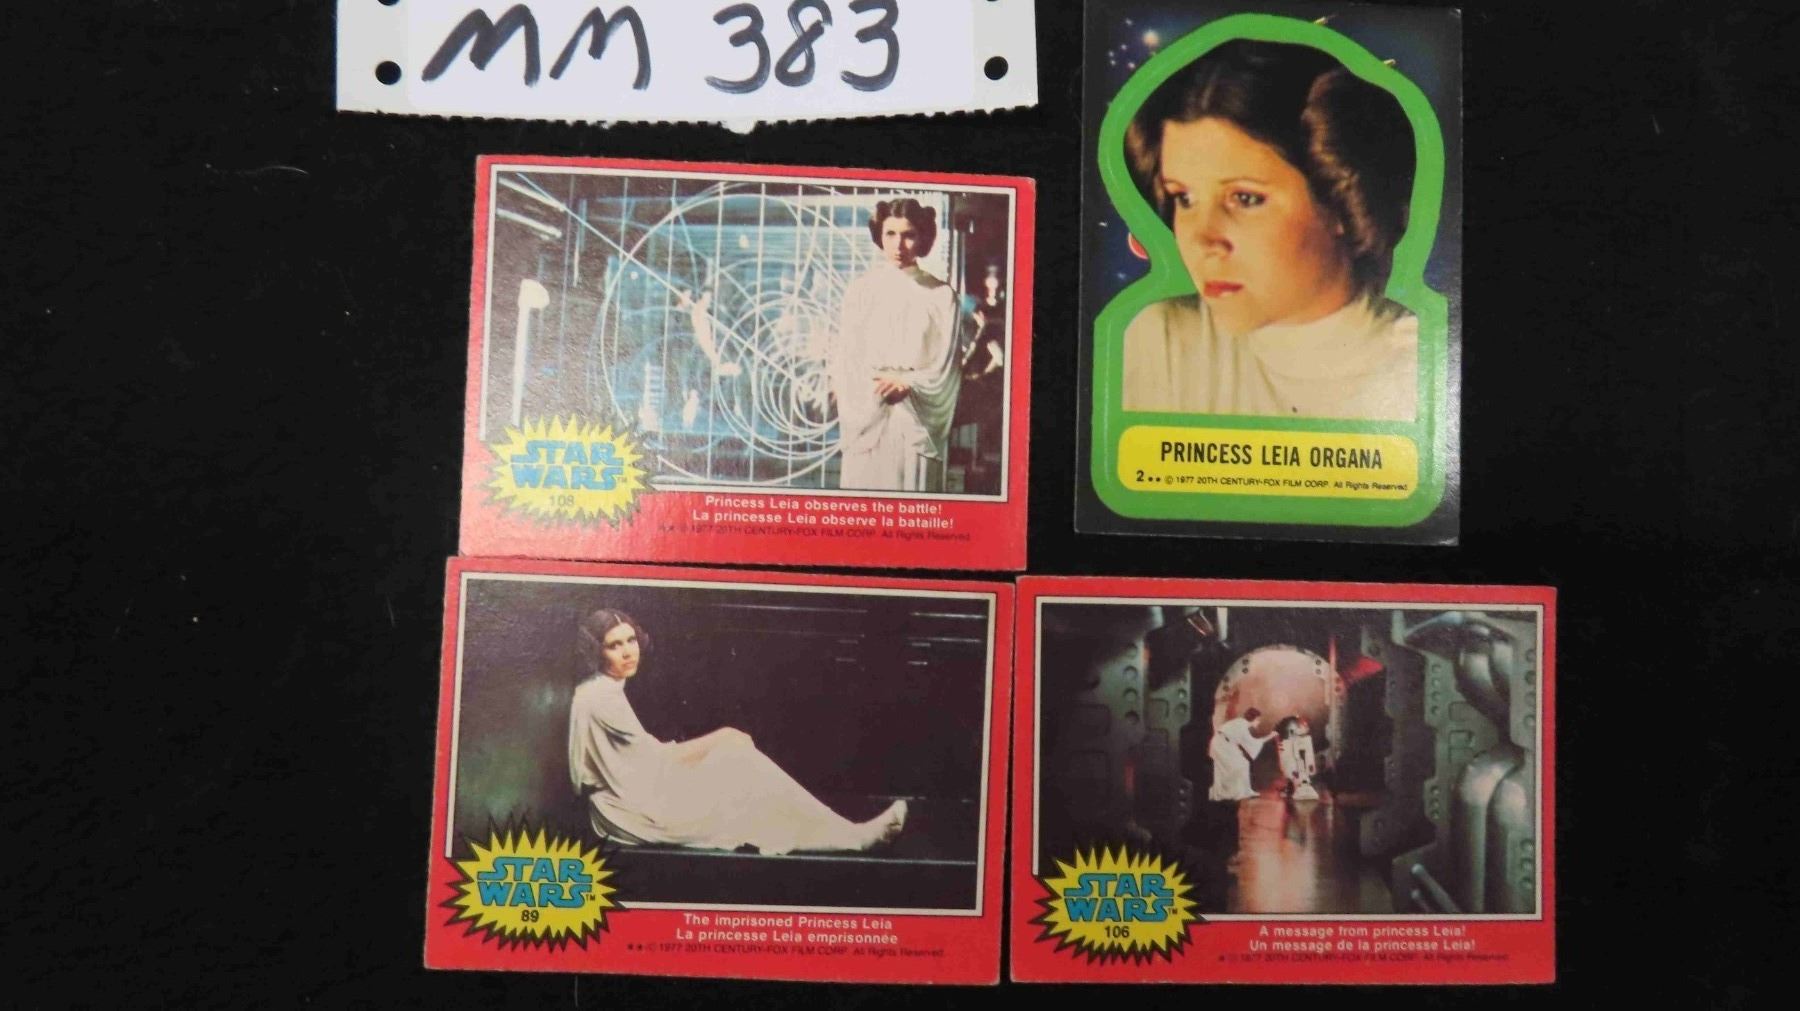 MM 383
STAR
WARS™
108
Princess Leia observes the battle!
La princesse Leia observe la bataille!
★★ © 1977 20TH CENTURY-FOX FILM CORP. All Rights Reserved.
PRINCESS LEIA ORGANA
2 •• © 1977 20TH CENTURY-FOX FILM CORP. All Rights Reserved.
STAR
WARS™
89
The imprisoned Princess Leia
La princesse Leia emprisonnée
★★ © 1977 20TH CENTURY-FOX FILM CORP. All Rights Reserved.
STAR
WARS™
106
A message from princess Leia!
Un message de la princesse Leia!
★ © 1977 20TH CENTURY-FOX FILM CORP. All Rights Reserved.